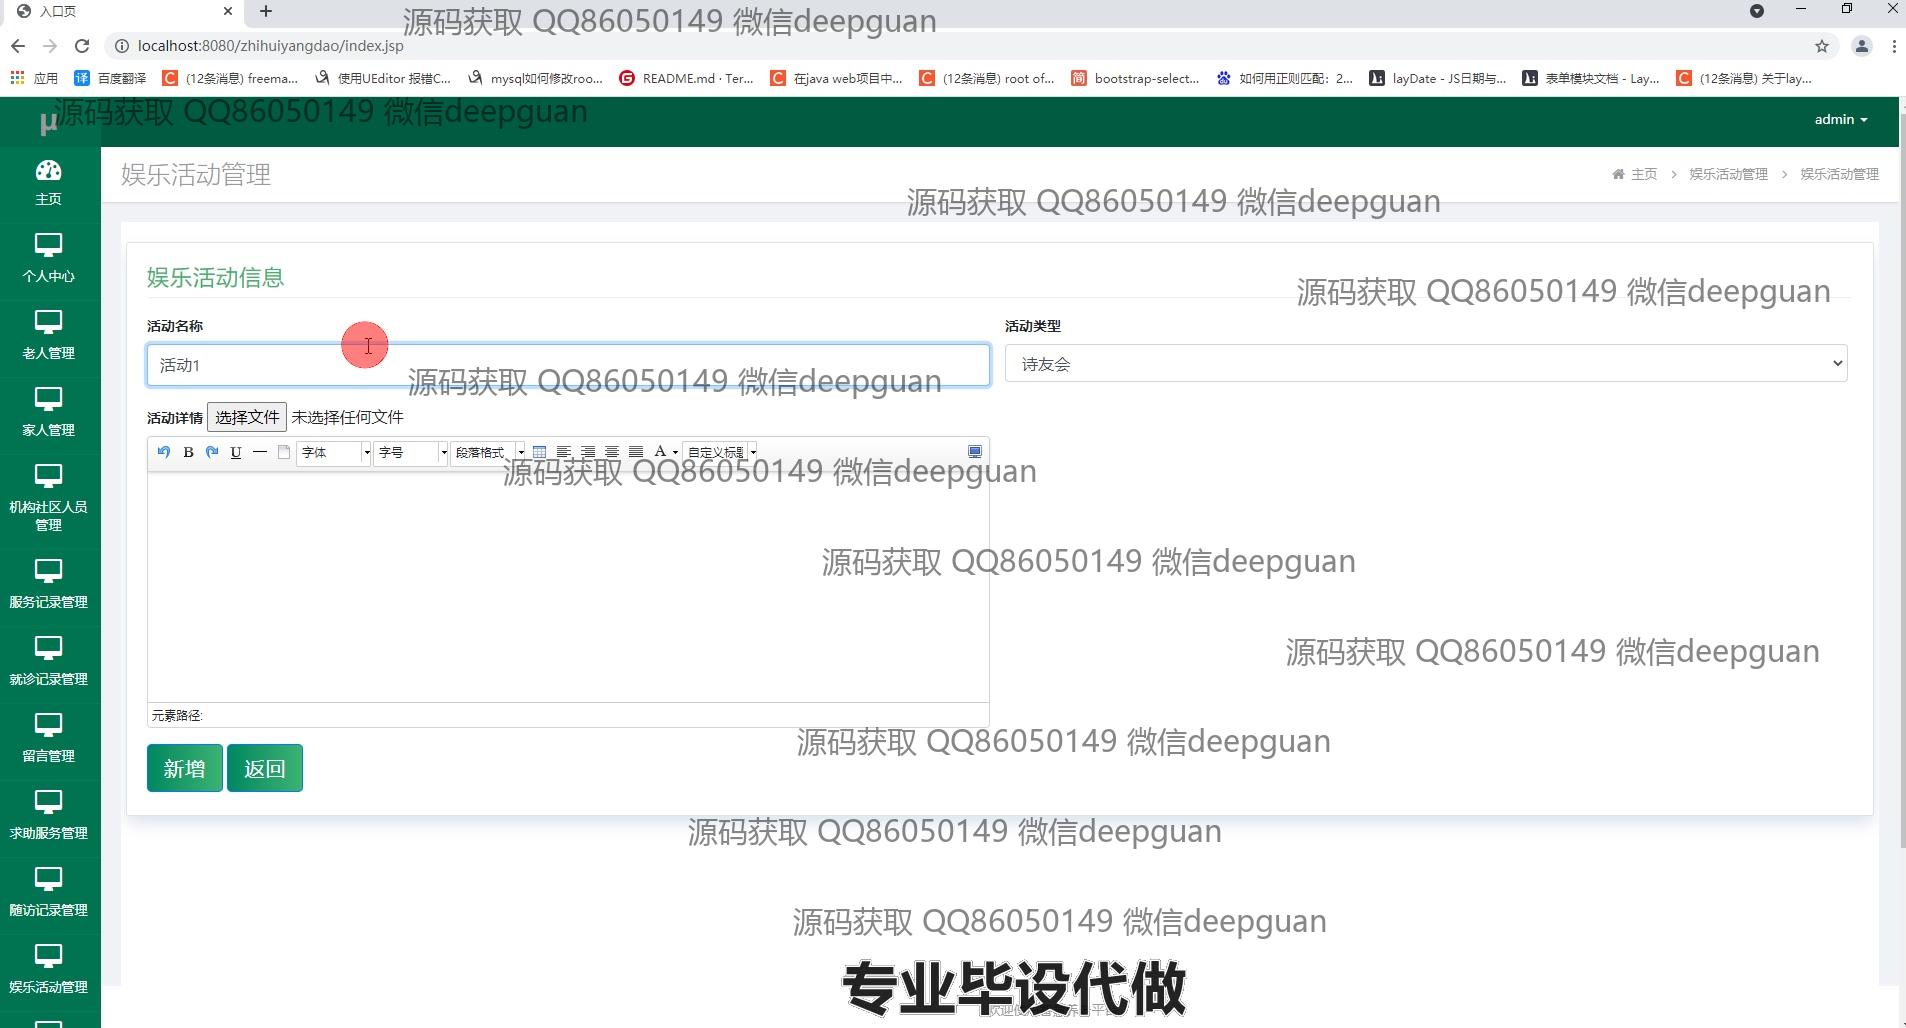 入口页
源码获取 QQ86050149 微信deepguan
localhost:8080/zhihuiyangdao/index.jsp
应用 百度翻译 (12条消息) freema... 使用UEditor 报错C... mysql如何修改roo... README.md · Ter... 在java web项目中... (12条消息) root of... bootstrap-select... 如何用正则匹配：2... layDate - JS日期与... 表单模块文档 - Lay... (12条消息) 关于lay...
源码获取 QQ86050149 微信deepguan
μ
admin
主页
娱乐活动管理
主页 > 娱乐活动管理 > 娱乐活动管理
源码获取 QQ86050149 微信deepguan
个人中心
娱乐活动信息
源码获取 QQ86050149 微信deepguan
活动名称 活动类型
老人管理
活动1 诗友会
源码获取 QQ86050149 微信deepguan
家人管理
活动详情 选择文件 未选择任何文件
B U 字体 字号 段落格式 A 自定义标题
源码获取 QQ86050149 微信deepguan
机构社区人员
管理
源码获取 QQ86050149 微信deepguan
服务记录管理
源码获取 QQ86050149 微信deepguan
就诊记录管理
元素路径:
源码获取 QQ86050149 微信deepguan
留言管理
新增 返回
求助服务管理
源码获取 QQ86050149 微信deepguan
随访记录管理
源码获取 QQ86050149 微信deepguan
娱乐活动管理
专业毕设代做